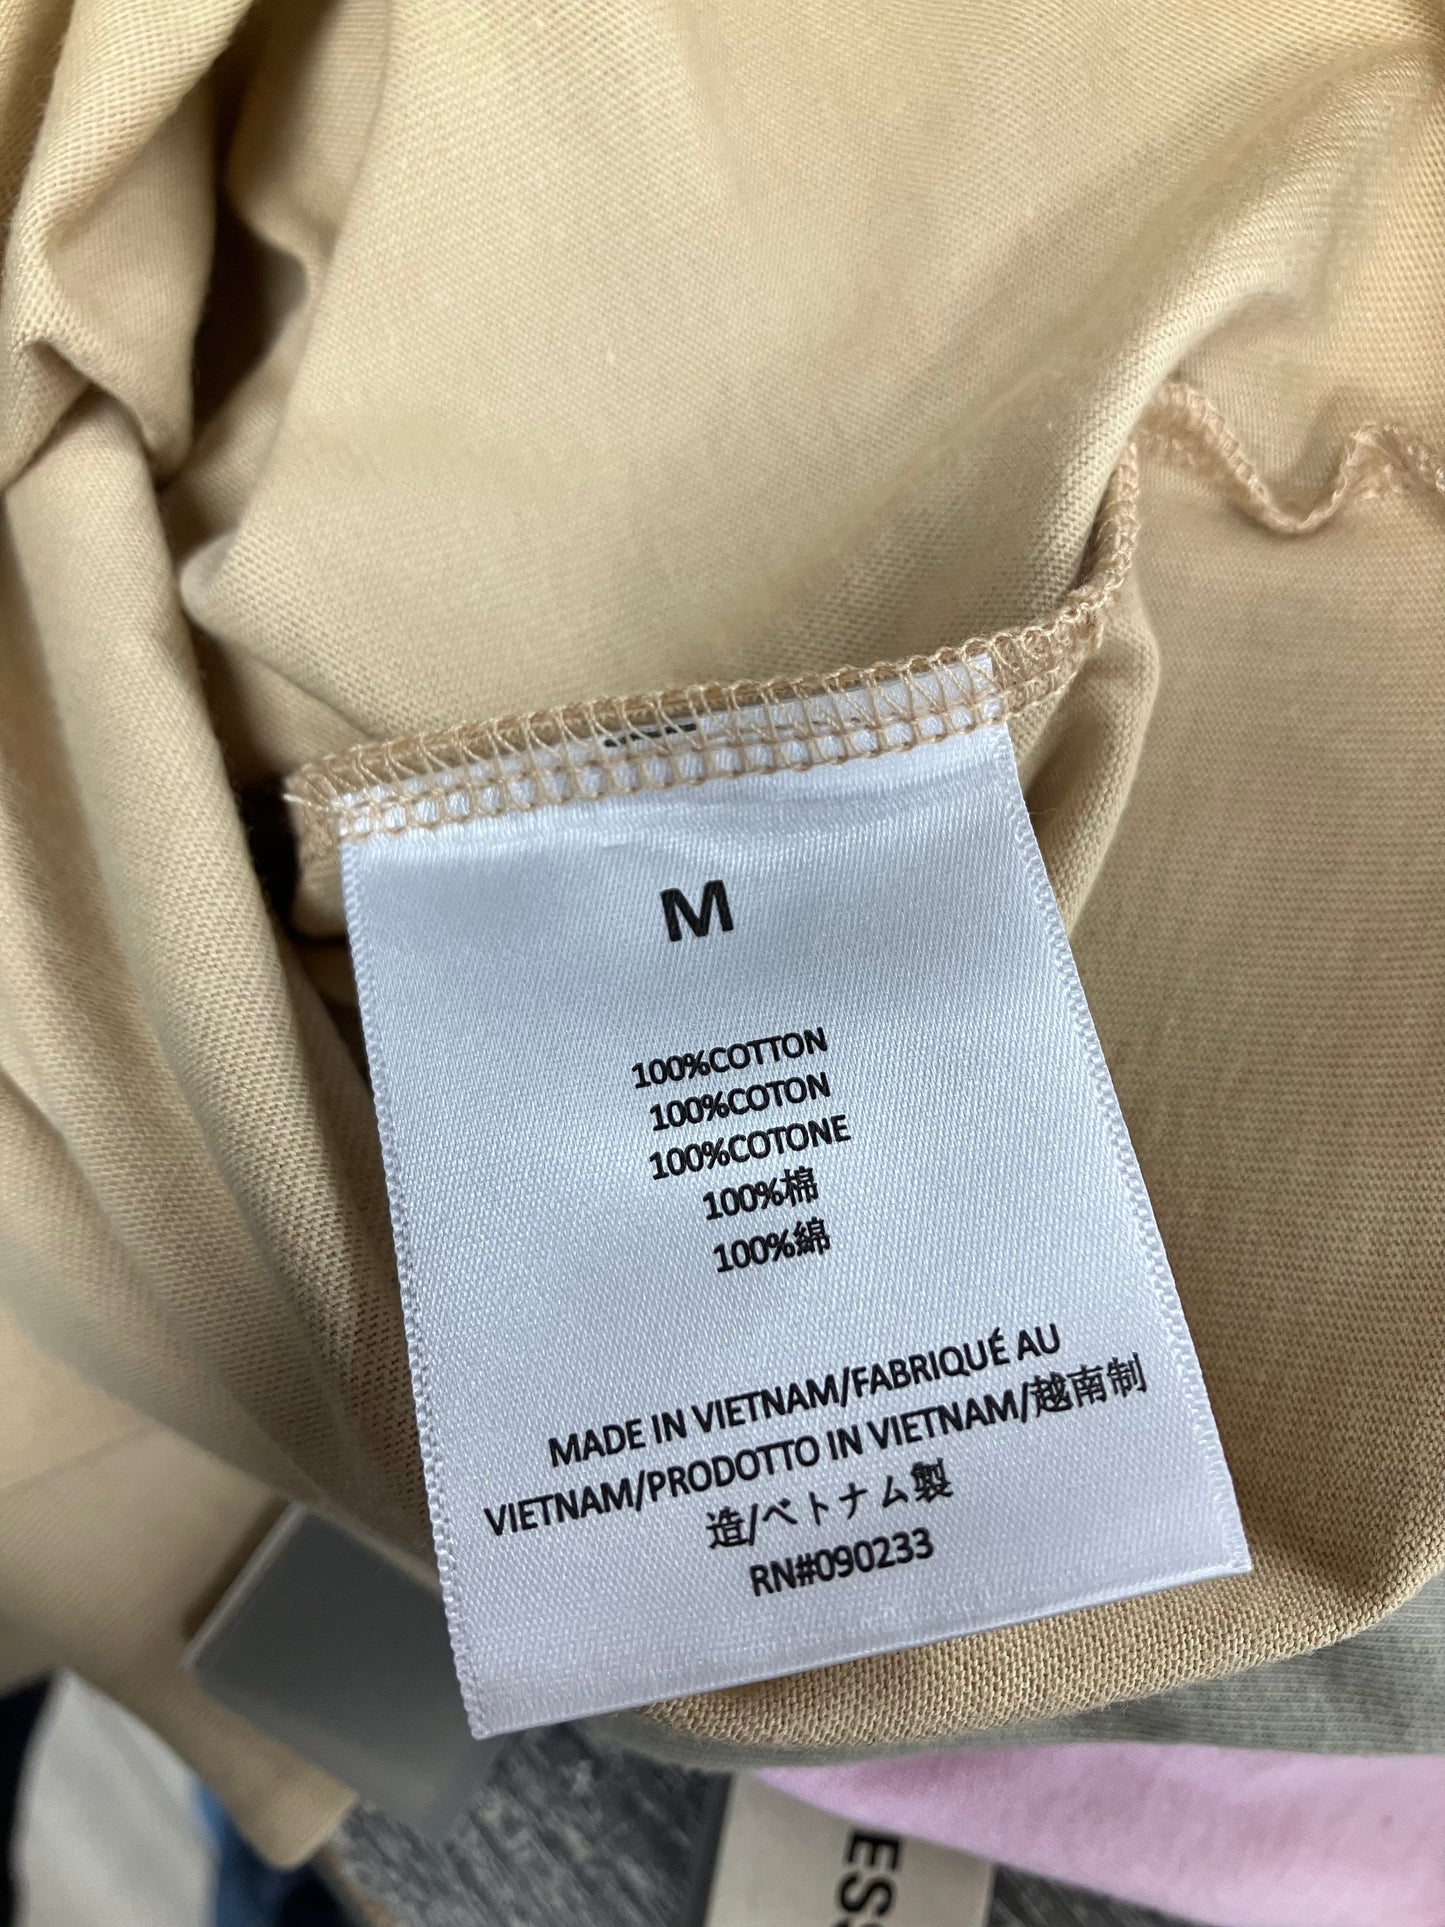 M
100%COTTON
100%COTON
100%COTONE
100%棉
100%綿
MADE IN VIETNAM/FABRIQUÉ AU
VIETNAM/PRODOTTO IN VIETNAM/越南制
造/ベトナム製
RN#090233
ESS